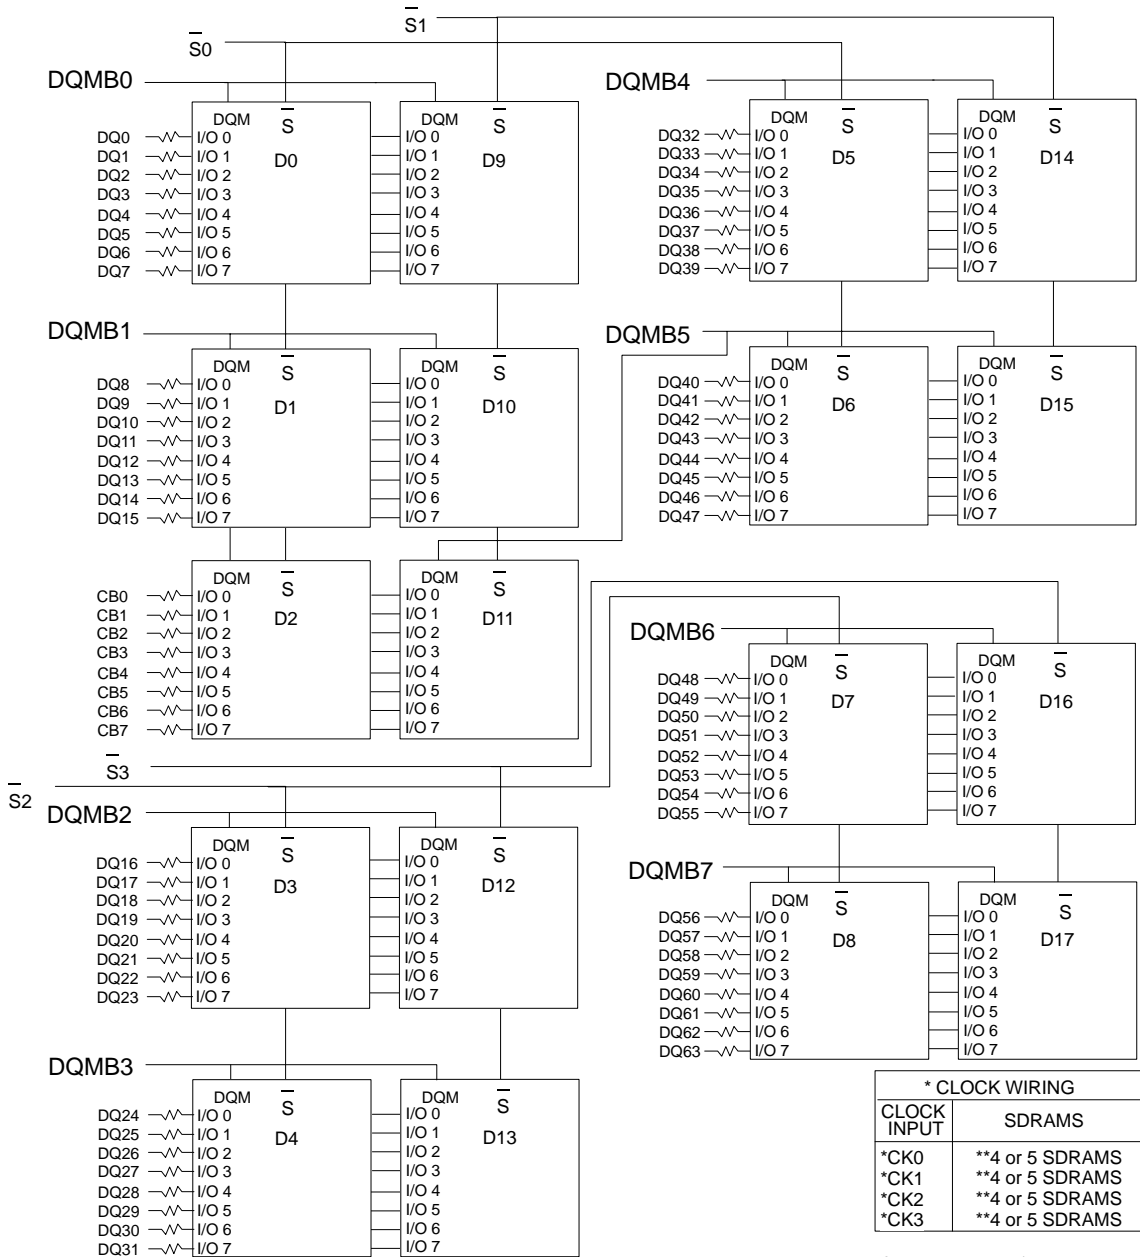 S1
S0
DQMB0
DQM S
D0
DQ0 I/O 0
DQ1 I/O 1
DQ2 I/O 2
DQ3 I/O 3
DQ4 I/O 4
DQ5 I/O 5
DQ6 I/O 6
DQ7 I/O 7
DQM S
D9
I/O 0
I/O 1
I/O 2
I/O 3
I/O 4
I/O 5
I/O 6
I/O 7
DQMB4
DQM S
D5
DQ32 I/O 0
DQ33 I/O 1
DQ34 I/O 2
DQ35 I/O 3
DQ36 I/O 4
DQ37 I/O 5
DQ38 I/O 6
DQ39 I/O 7
DQM S
D14
I/O 0
I/O 1
I/O 2
I/O 3
I/O 4
I/O 5
I/O 6
I/O 7
DQMB1
DQM S
D1
DQ8 I/O 0
DQ9 I/O 1
DQ10 I/O 2
DQ11 I/O 3
DQ12 I/O 4
DQ13 I/O 5
DQ14 I/O 6
DQ15 I/O 7
DQM S
D10
I/O 0
I/O 1
I/O 2
I/O 3
I/O 4
I/O 5
I/O 6
I/O 7
DQMB5
DQM S
D6
DQ40 I/O 0
DQ41 I/O 1
DQ42 I/O 2
DQ43 I/O 3
DQ44 I/O 4
DQ45 I/O 5
DQ46 I/O 6
DQ47 I/O 7
DQM S
D15
I/O 0
I/O 1
I/O 2
I/O 3
I/O 4
I/O 5
I/O 6
I/O 7
DQM S
D2
CB0 I/O 0
CB1 I/O 1
CB2 I/O 2
CB3 I/O 3
CB4 I/O 4
CB5 I/O 5
CB6 I/O 6
CB7 I/O 7
DQM S
D11
I/O 0
I/O 1
I/O 2
I/O 3
I/O 4
I/O 5
I/O 6
I/O 7
DQMB6
DQM S
D7
DQ48 I/O 0
DQ49 I/O 1
DQ50 I/O 2
DQ51 I/O 3
DQ52 I/O 4
DQ53 I/O 5
DQ54 I/O 6
DQ55 I/O 7
DQM S
D16
I/O 0
I/O 1
I/O 2
I/O 3
I/O 4
I/O 5
I/O 6
I/O 7
S3
S2
DQMB2
DQM S
D3
DQ16 I/O 0
DQ17 I/O 1
DQ18 I/O 2
DQ19 I/O 3
DQ20 I/O 4
DQ21 I/O 5
DQ22 I/O 6
DQ23 I/O 7
DQM S
D12
I/O 0
I/O 1
I/O 2
I/O 3
I/O 4
I/O 5
I/O 6
I/O 7
DQMB7
DQM S
D8
DQ56 I/O 0
DQ57 I/O 1
DQ58 I/O 2
DQ59 I/O 3
DQ60 I/O 4
DQ61 I/O 5
DQ62 I/O 6
DQ63 I/O 7
DQM S
D17
I/O 0
I/O 1
I/O 2
I/O 3
I/O 4
I/O 5
I/O 6
I/O 7
DQMB3
DQM S
D4
DQ24 I/O 0
DQ25 I/O 1
DQ26 I/O 2
DQ27 I/O 3
DQ28 I/O 4
DQ29 I/O 5
DQ30 I/O 6
DQ31 I/O 7
DQM S
D13
I/O 0
I/O 1
I/O 2
I/O 3
I/O 4
I/O 5
I/O 6
I/O 7
* CLOCK WIRING
CLOCK
INPUT
SDRAMS
*CK0 **4 or 5 SDRAMS
*CK1 **4 or 5 SDRAMS
*CK2 **4 or 5 SDRAMS
*CK3 **4 or 5 SDRAMS